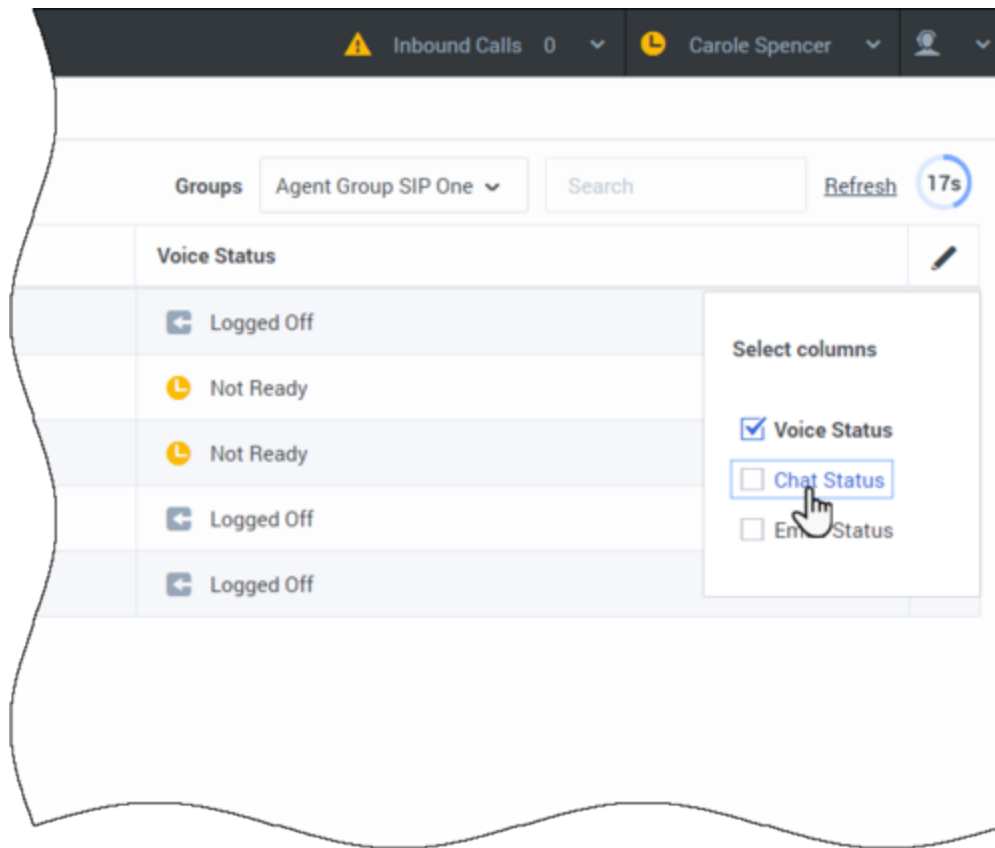 Inbound Calls 0 Carole Spencer
Groups Agent Group SIP One Search Refresh 17s
Voice Status
Logged Off
Select columns
Not Ready
Voice Status
Not Ready
Chat Status
Logged Off
Status
Logged Off